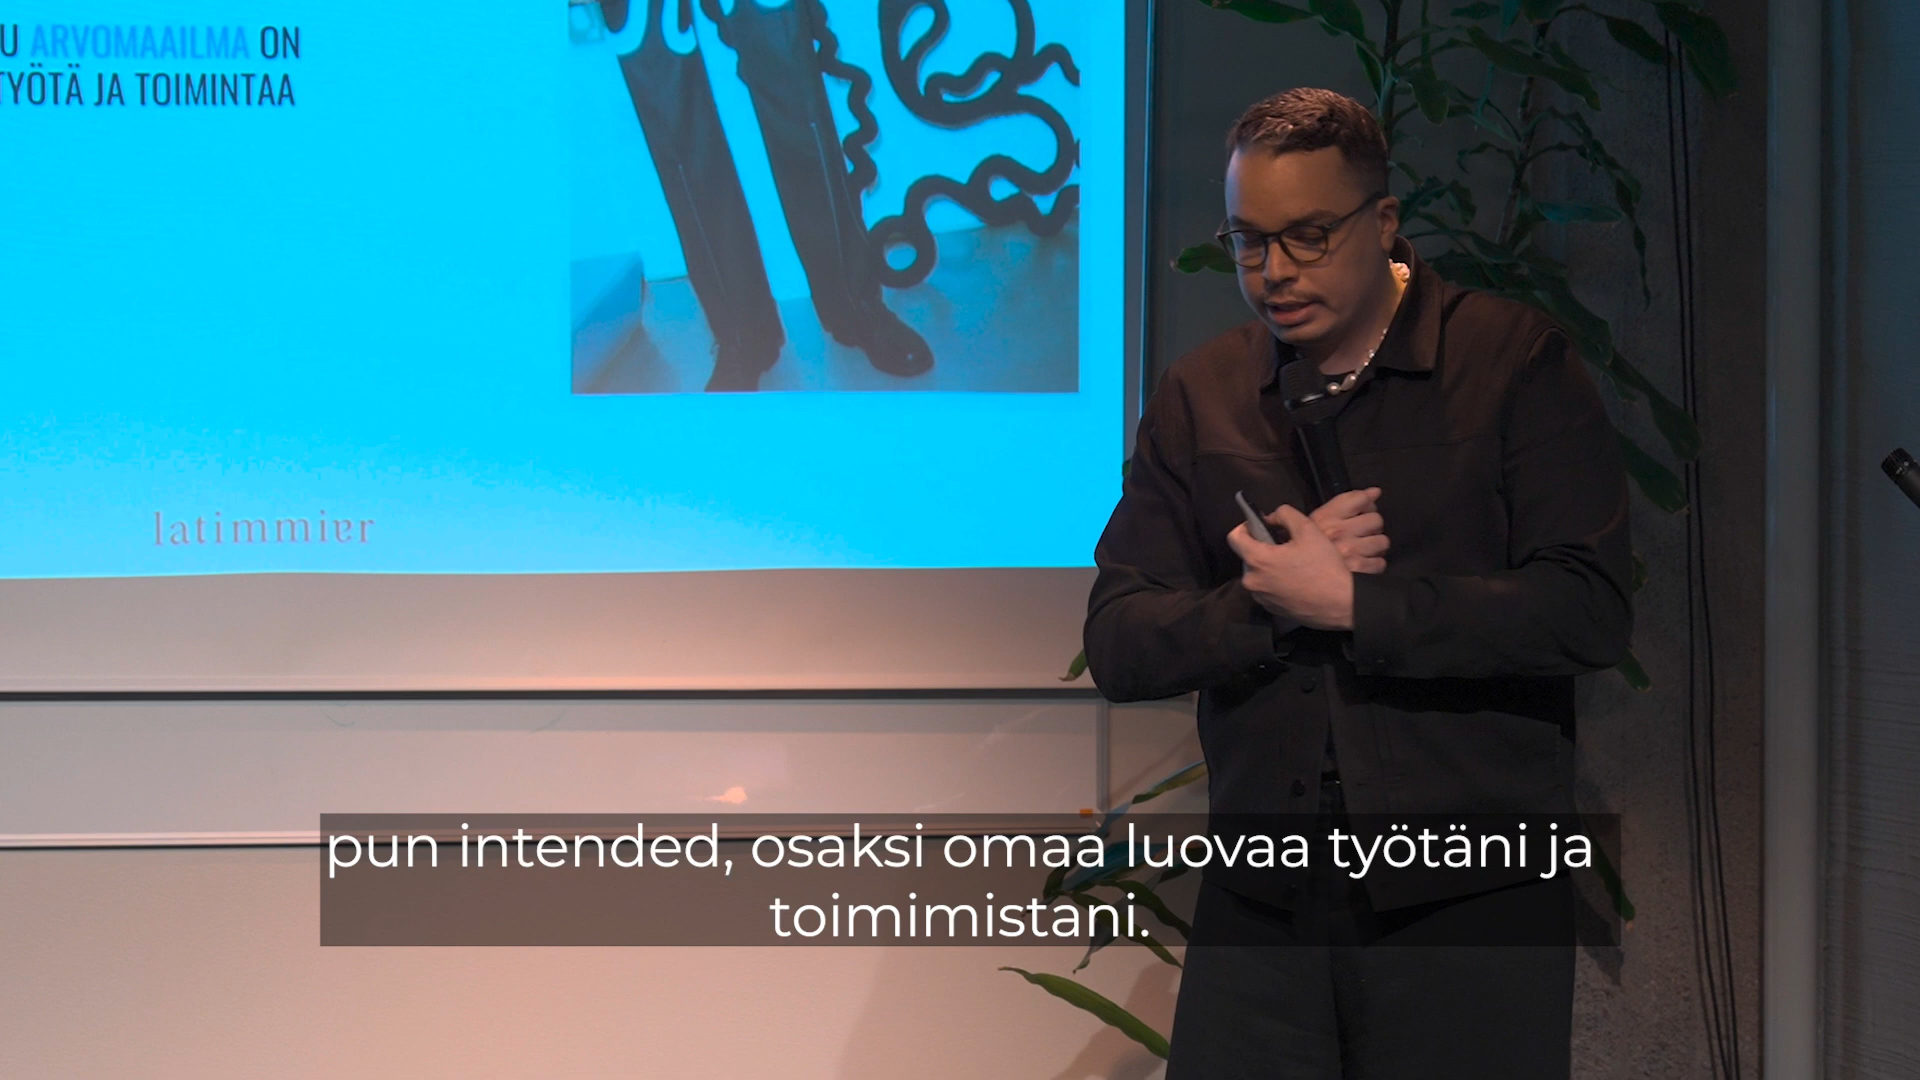 U ARVOMAAILMA ON
TYÖTÄ JA TOIMINTAA
latimmier
pun intended, osaksi omaa luovaa työtäni ja
toimimistani.